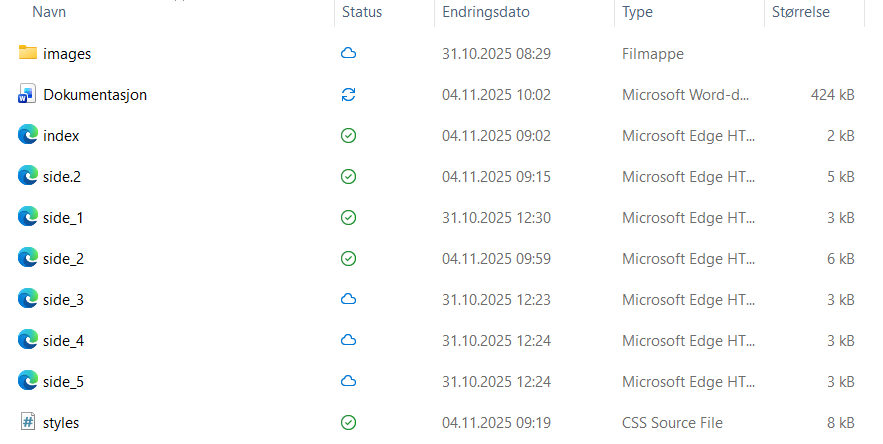 Navn Status Endringsdato Type Størrelse
images 31.10.2025 08:29 Filmappe
Dokumentasjon 04.11.2025 10:02 Microsoft Word-d... 424 kB
index 04.11.2025 09:02 Microsoft Edge HT... 2 kB
side.2 04.11.2025 09:15 Microsoft Edge HT... 5 kB
side_1 31.10.2025 12:30 Microsoft Edge HT... 3 kB
side_2 04.11.2025 09:59 Microsoft Edge HT... 6 kB
side_3 31.10.2025 12:23 Microsoft Edge HT... 3 kB
side_4 31.10.2025 12:24 Microsoft Edge HT... 3 kB
side_5 31.10.2025 12:24 Microsoft Edge HT... 3 kB
styles 04.11.2025 09:19 CSS Source File 8 kB